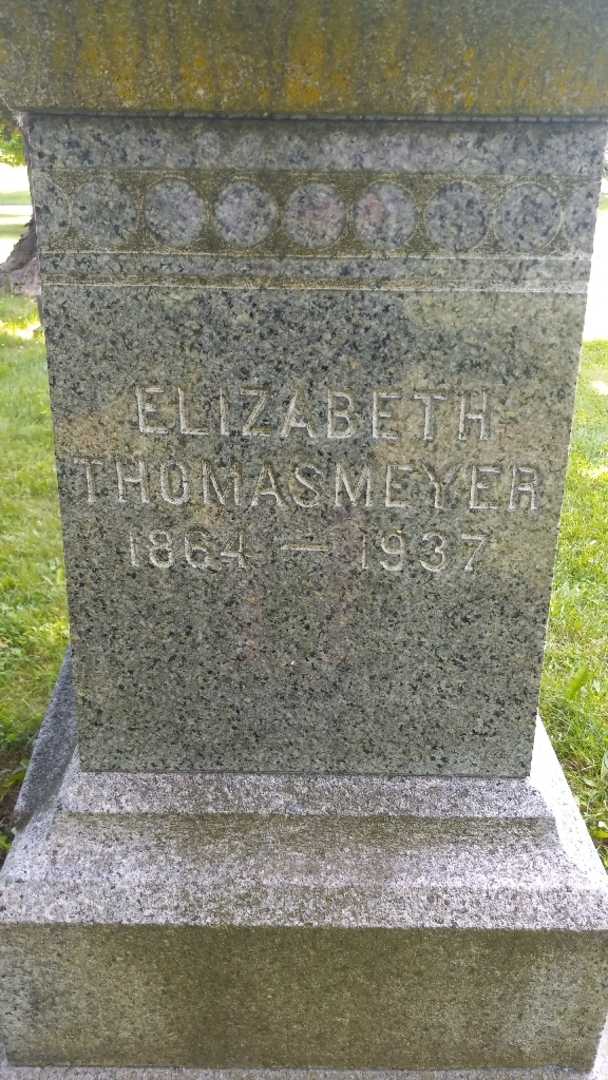 ELIZABETH
THOMASMEYER
1864 — 1937